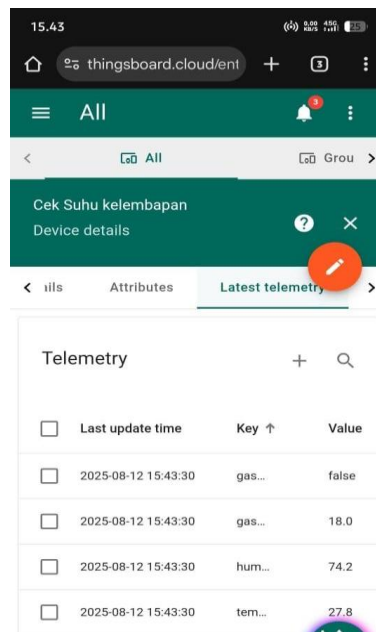 15.43
0,00 KB/S 45G 25
thingsboard.cloud/ent 3
All 3
All Grou
Cek Suhu kelembapan
Device details
ails Attributes Latest telemetry
Telemetry
Last update time Key ↑ Value
2025-08-12 15:43:30 gas... false
2025-08-12 15:43:30 gas... 18.0
2025-08-12 15:43:30 hum... 74.2
2025-08-12 15:43:30 tem... 27.8